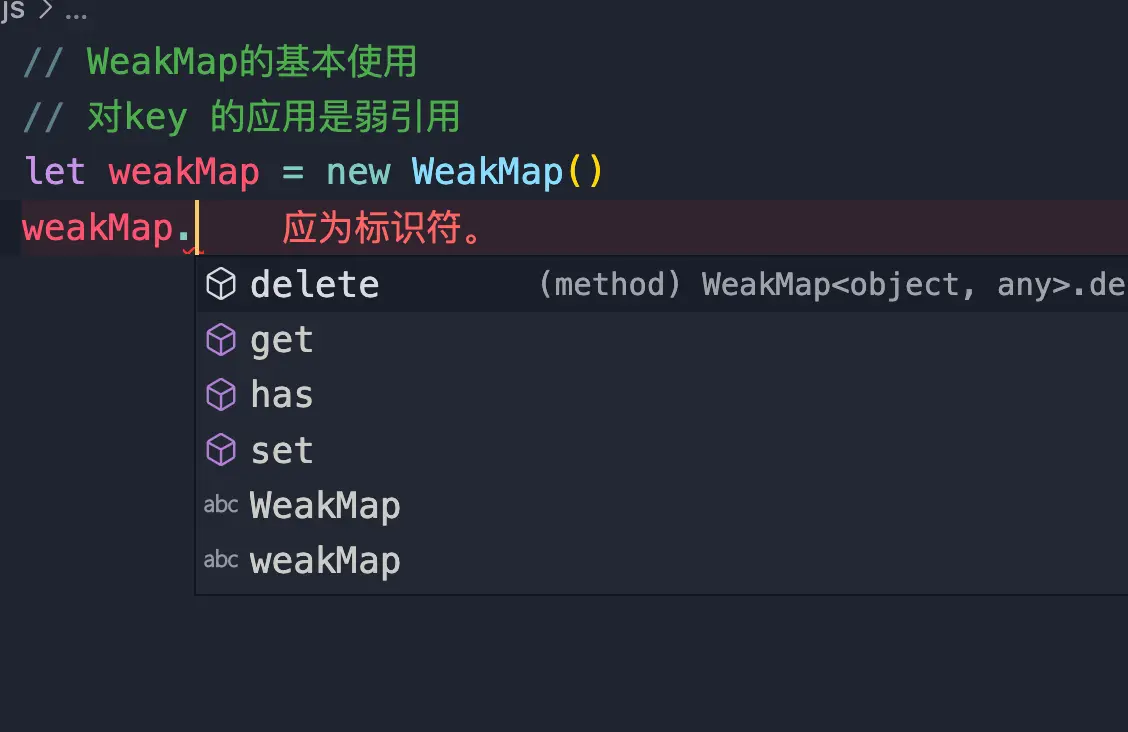 js > ...
// WeakMap的基本使用
// 对key 的应用是弱引用
let weakMap = new WeakMap()
weakMap. 应为标识符。
delete (method) WeakMap<object, any>.de
get
has
set
abc WeakMap
abc weakMap